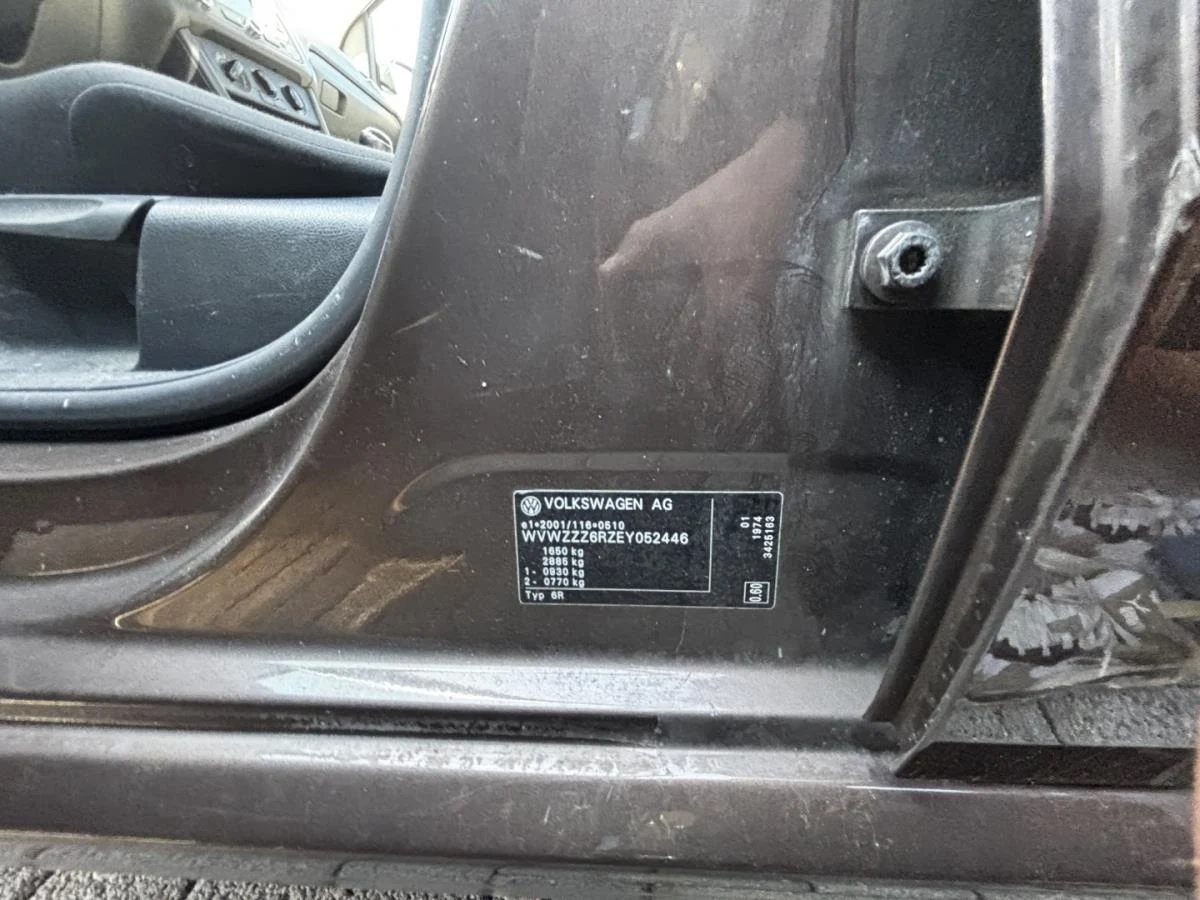 VOLKSWAGEN AG
e1*2001/116*0510
WVWZZZ6RZEY052446
1650 kg
2885 kg
1- 0930 kg
2- 0770 kg
Typ 6R
01
1974
3425163
0.60